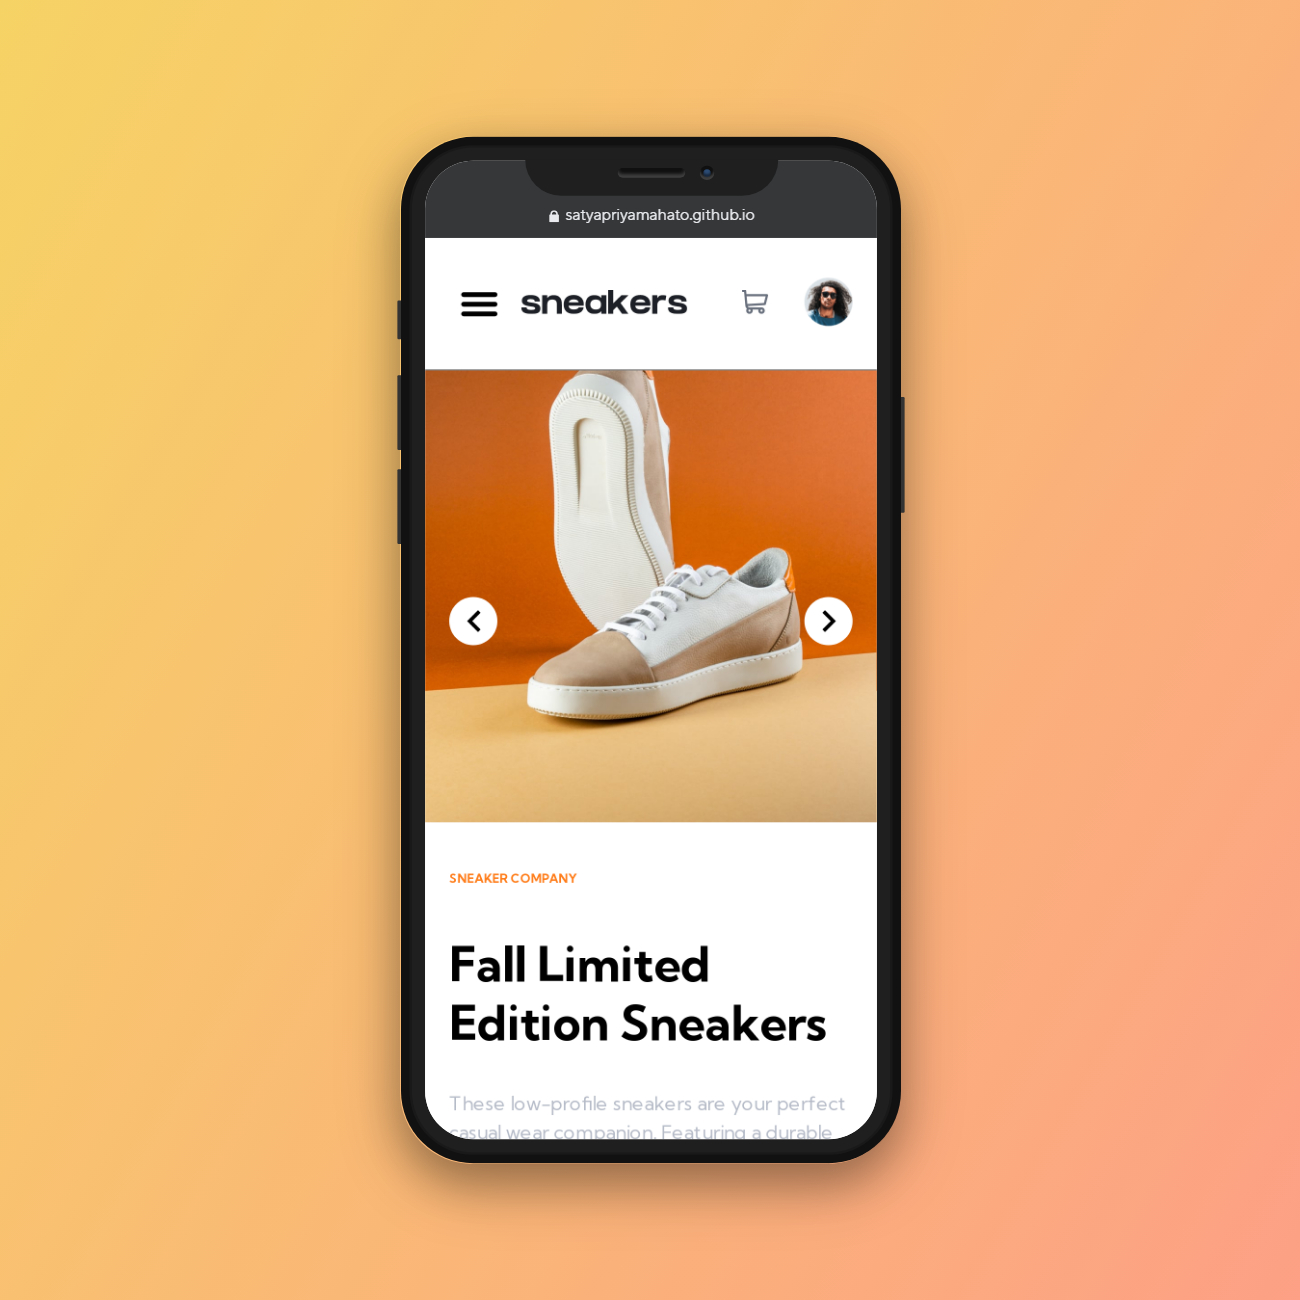 satyapriyamahato.github.io
sneakers
SNEAKER COMPANY
Fall Limited
Edition Sneakers
These low-profile sneakers are your perfect
casual wear companion. Featuring a durable